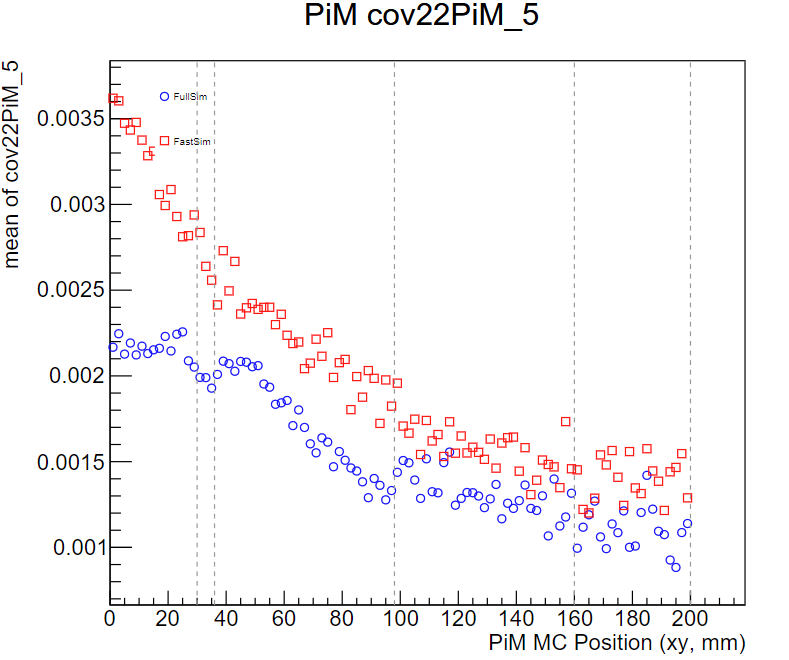 PiM cov22PiM_5
mean of cov22PiM_5
FullSim
FastSim
0.0035
0.003
0.0025
0.002
0.0015
0.001
0 20 40 60 80 100 120 140 160 180 200
PiM MC Position (xy, mm)